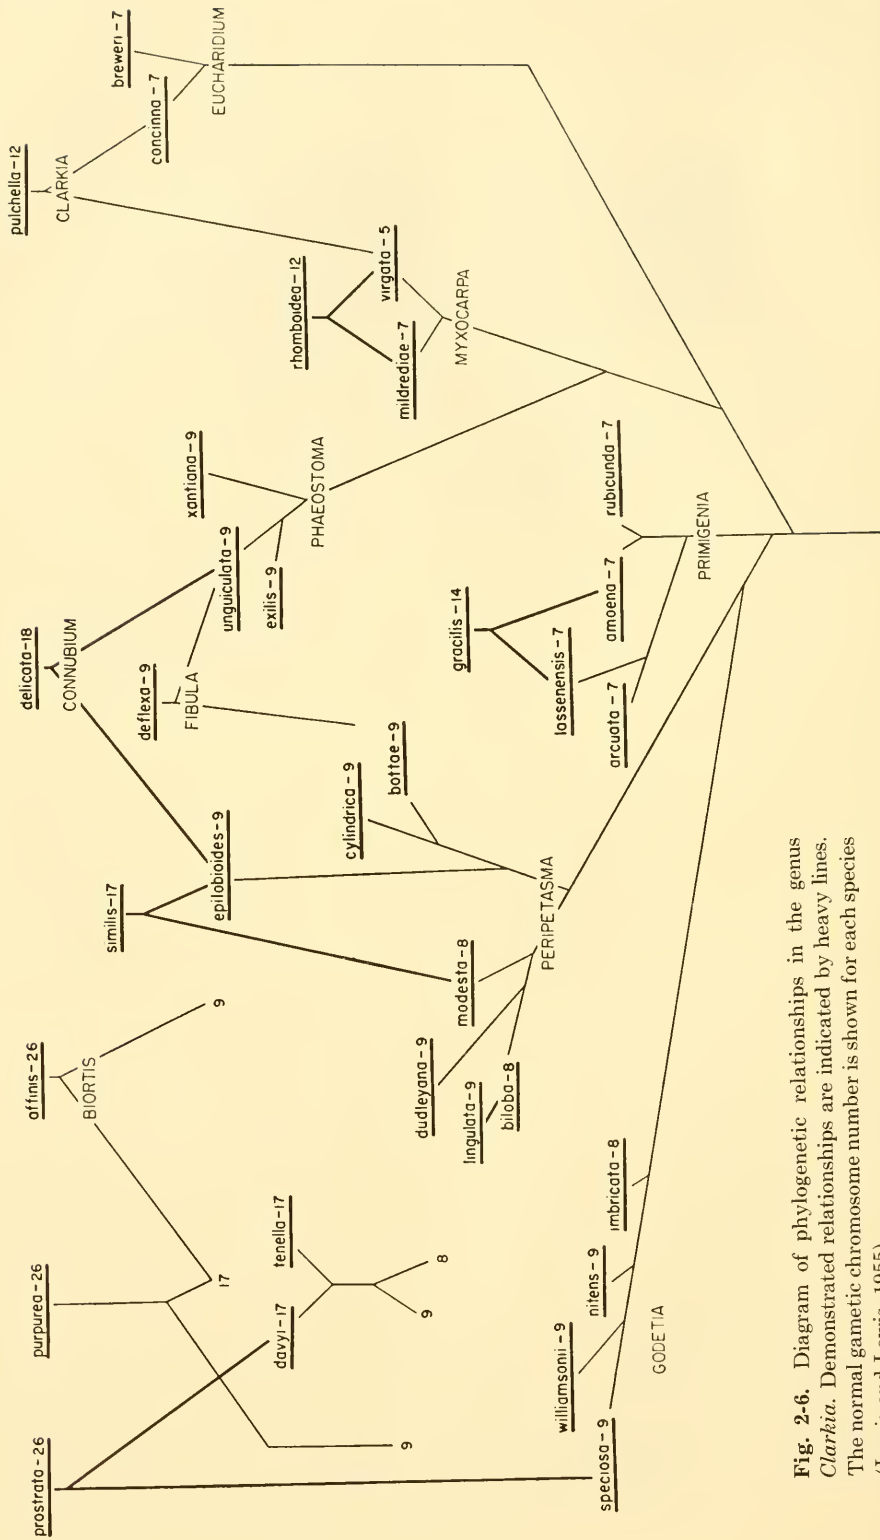 prostrata-26
purpurea-26
affinis-26
similis-17
delicata-18
CONNUBIUM
pulchella-12
CLARKIA
breweri-7
concinna-7
EUCHARIDIUM
BIORTIS
9
17
tenella-17
davyi-17
8
9
9
epilobioides-9
deflexa-9
FIBULA
unguiculata-9
exilis-9
xantiana-9
PHAEOSTOMA
rhomboidea-12
virgata-5
mildrediae-7
MYXOCARPA
cylindrica-9
bottae-9
modesta-8
dudleyana-9
lingulata-9
biloba-8
PERIPETASMA
gracilis-14
lassenensis-7
amoena-7
rubicunda-7
arcuata-7
PRIMIGENIA
speciosa-9
williamsonii-9
nitens-9
imbricata-8
GODETIA
Fig. 2-6. Diagram of phylogenetic relationships in the genus
Clarkia. Demonstrated relationships are indicated by heavy lines.
The normal gametic chromosome number is shown for each species
Lewis, 1955)